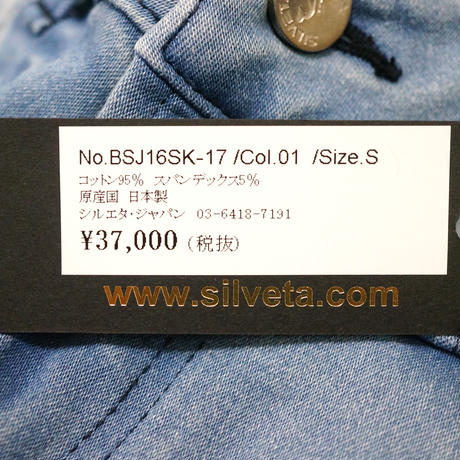 No.BSJ16SK-17 /Col.01 /Size.S
コットン95% スパンデックス5%
原産国 日本製
シルエタ・ジャパン 03-6418-7191
¥37,000 (税抜)
www.silveta.com